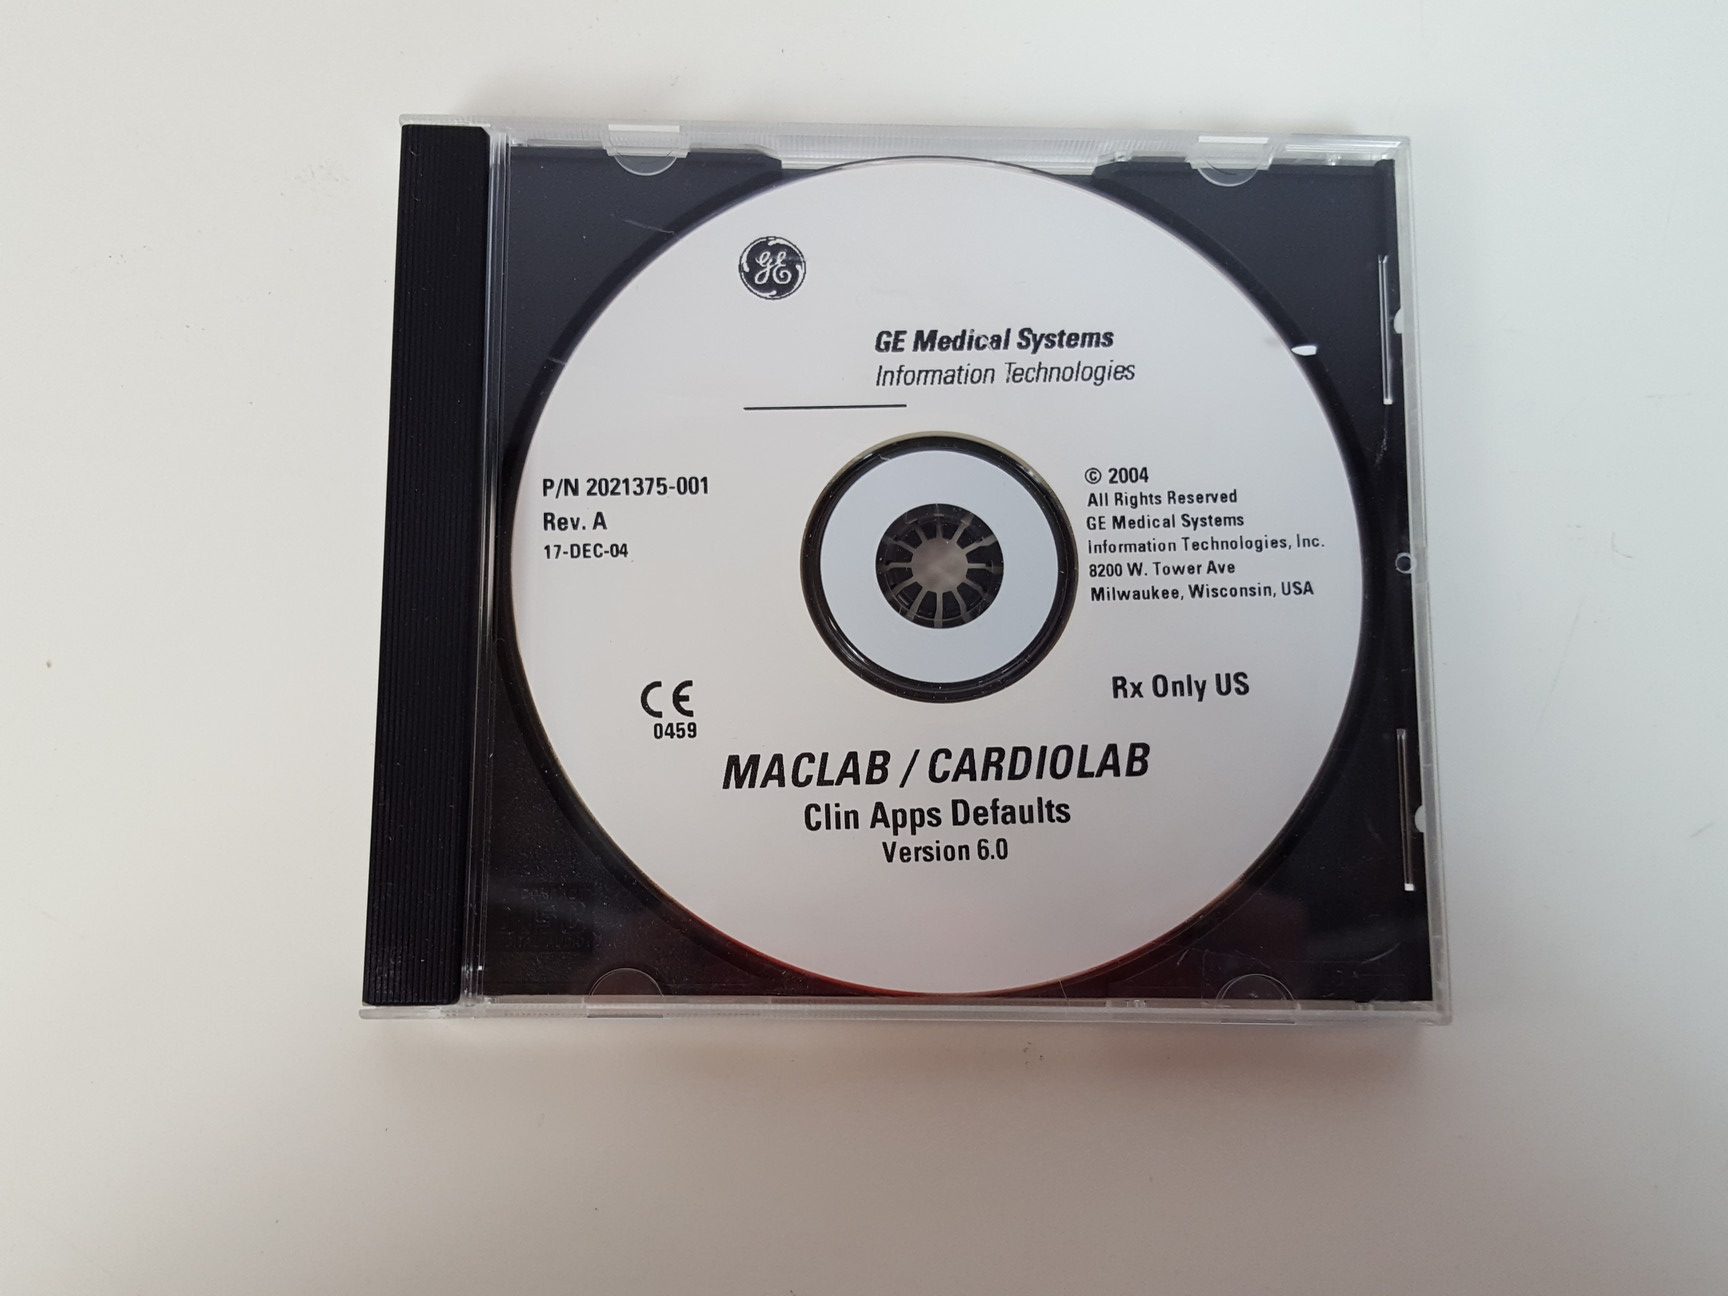 GE
GE Medical Systems
Information Technologies
P/N 2021375-001
Rev. A
17-DEC-04
© 2004
All Rights Reserved
GE Medical Systems
Information Technologies, Inc.
8200 W. Tower Ave
Milwaukee, Wisconsin, USA
CE
0459
Rx Only US
MACLAB / CARDIOLAB
Clin Apps Defaults
Version 6.0